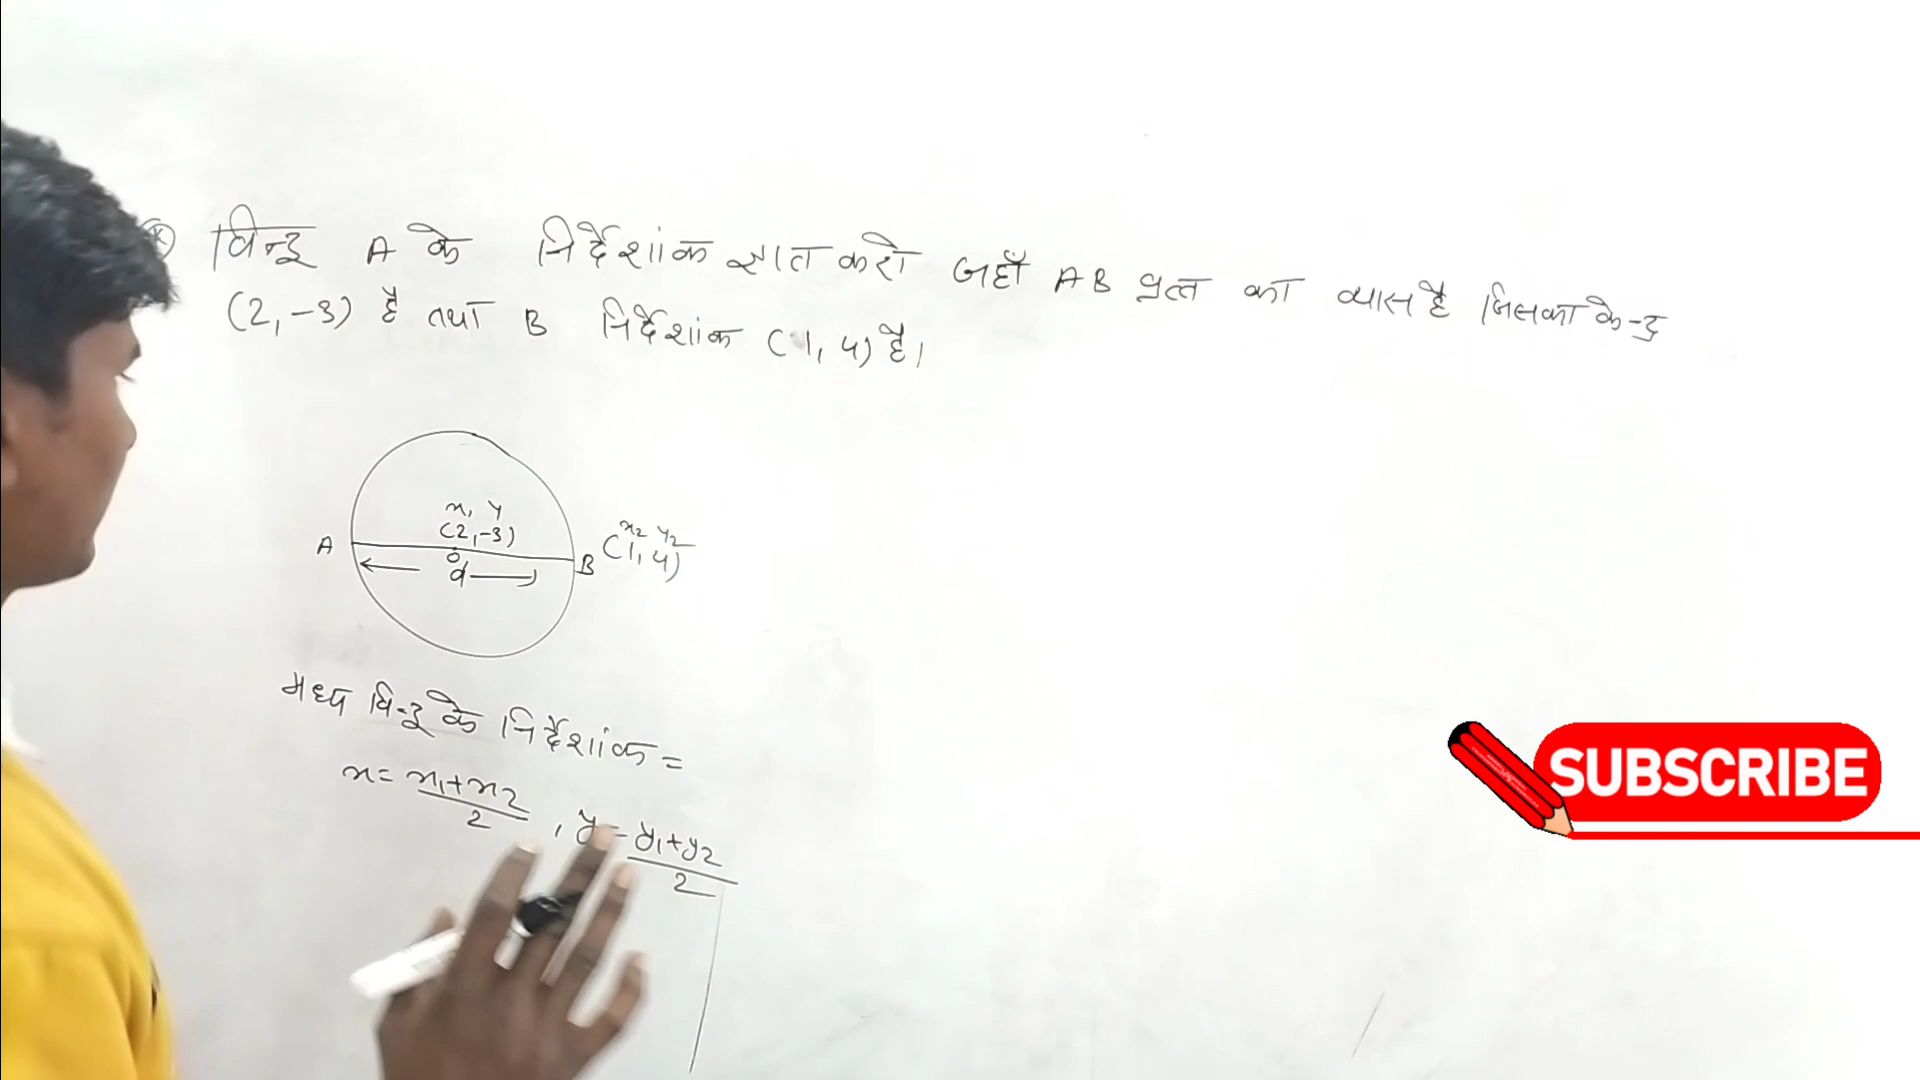 बिन्दू A के निर्देशांक ज्ञात करो जहाँ AB वृत्त का व्यास है जिसका केन्द्र
(2,-3) है तथा B निर्देशांक (1, 4) है।
x, y
(2,-3)
x2 y2
(1, 4)
A
O
B
d
मध्य बिन्दू के निर्देशांक =
x = x1+x2
2
, y = y1+y2
2
SUBSCRIBE